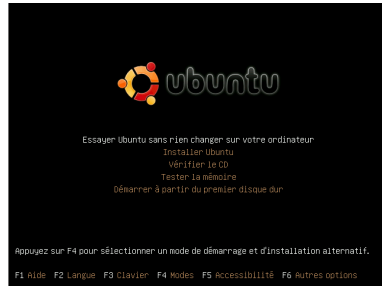 ubuntu
Essayer Ubuntu sans rien changer sur votre ordinateur
Installer Ubuntu
Vérifier le CD
Tester la mémoire
Démarrer à partir du premier disque dur
Appuyez sur F4 pour sélectionner un mode de démarrage et d'installation alternatif.
F1 Aide F2 Langue F3 Clavier F4 Modes F5 Accessibilité F6 Autres options